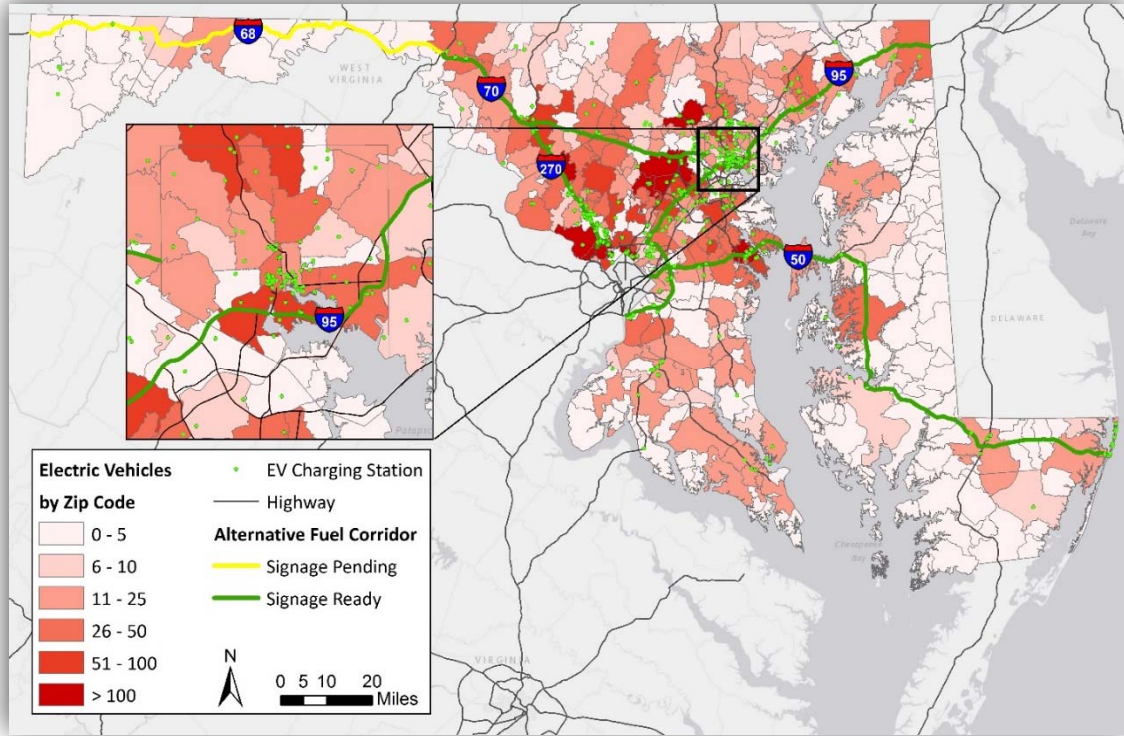 68
WEST
VIRGINIA
70
95
270
50
Delaware
Bay
DELAWARE
95
Chesapeake
Bay
VIRGINIA
Electric Vehicles
by Zip Code
0 - 5
6 - 10
11 - 25
26 - 50
51 - 100
> 100
EV Charging Station
Highway
Alternative Fuel Corridor
Signage Pending
Signage Ready
N
0 5 10 20
Miles